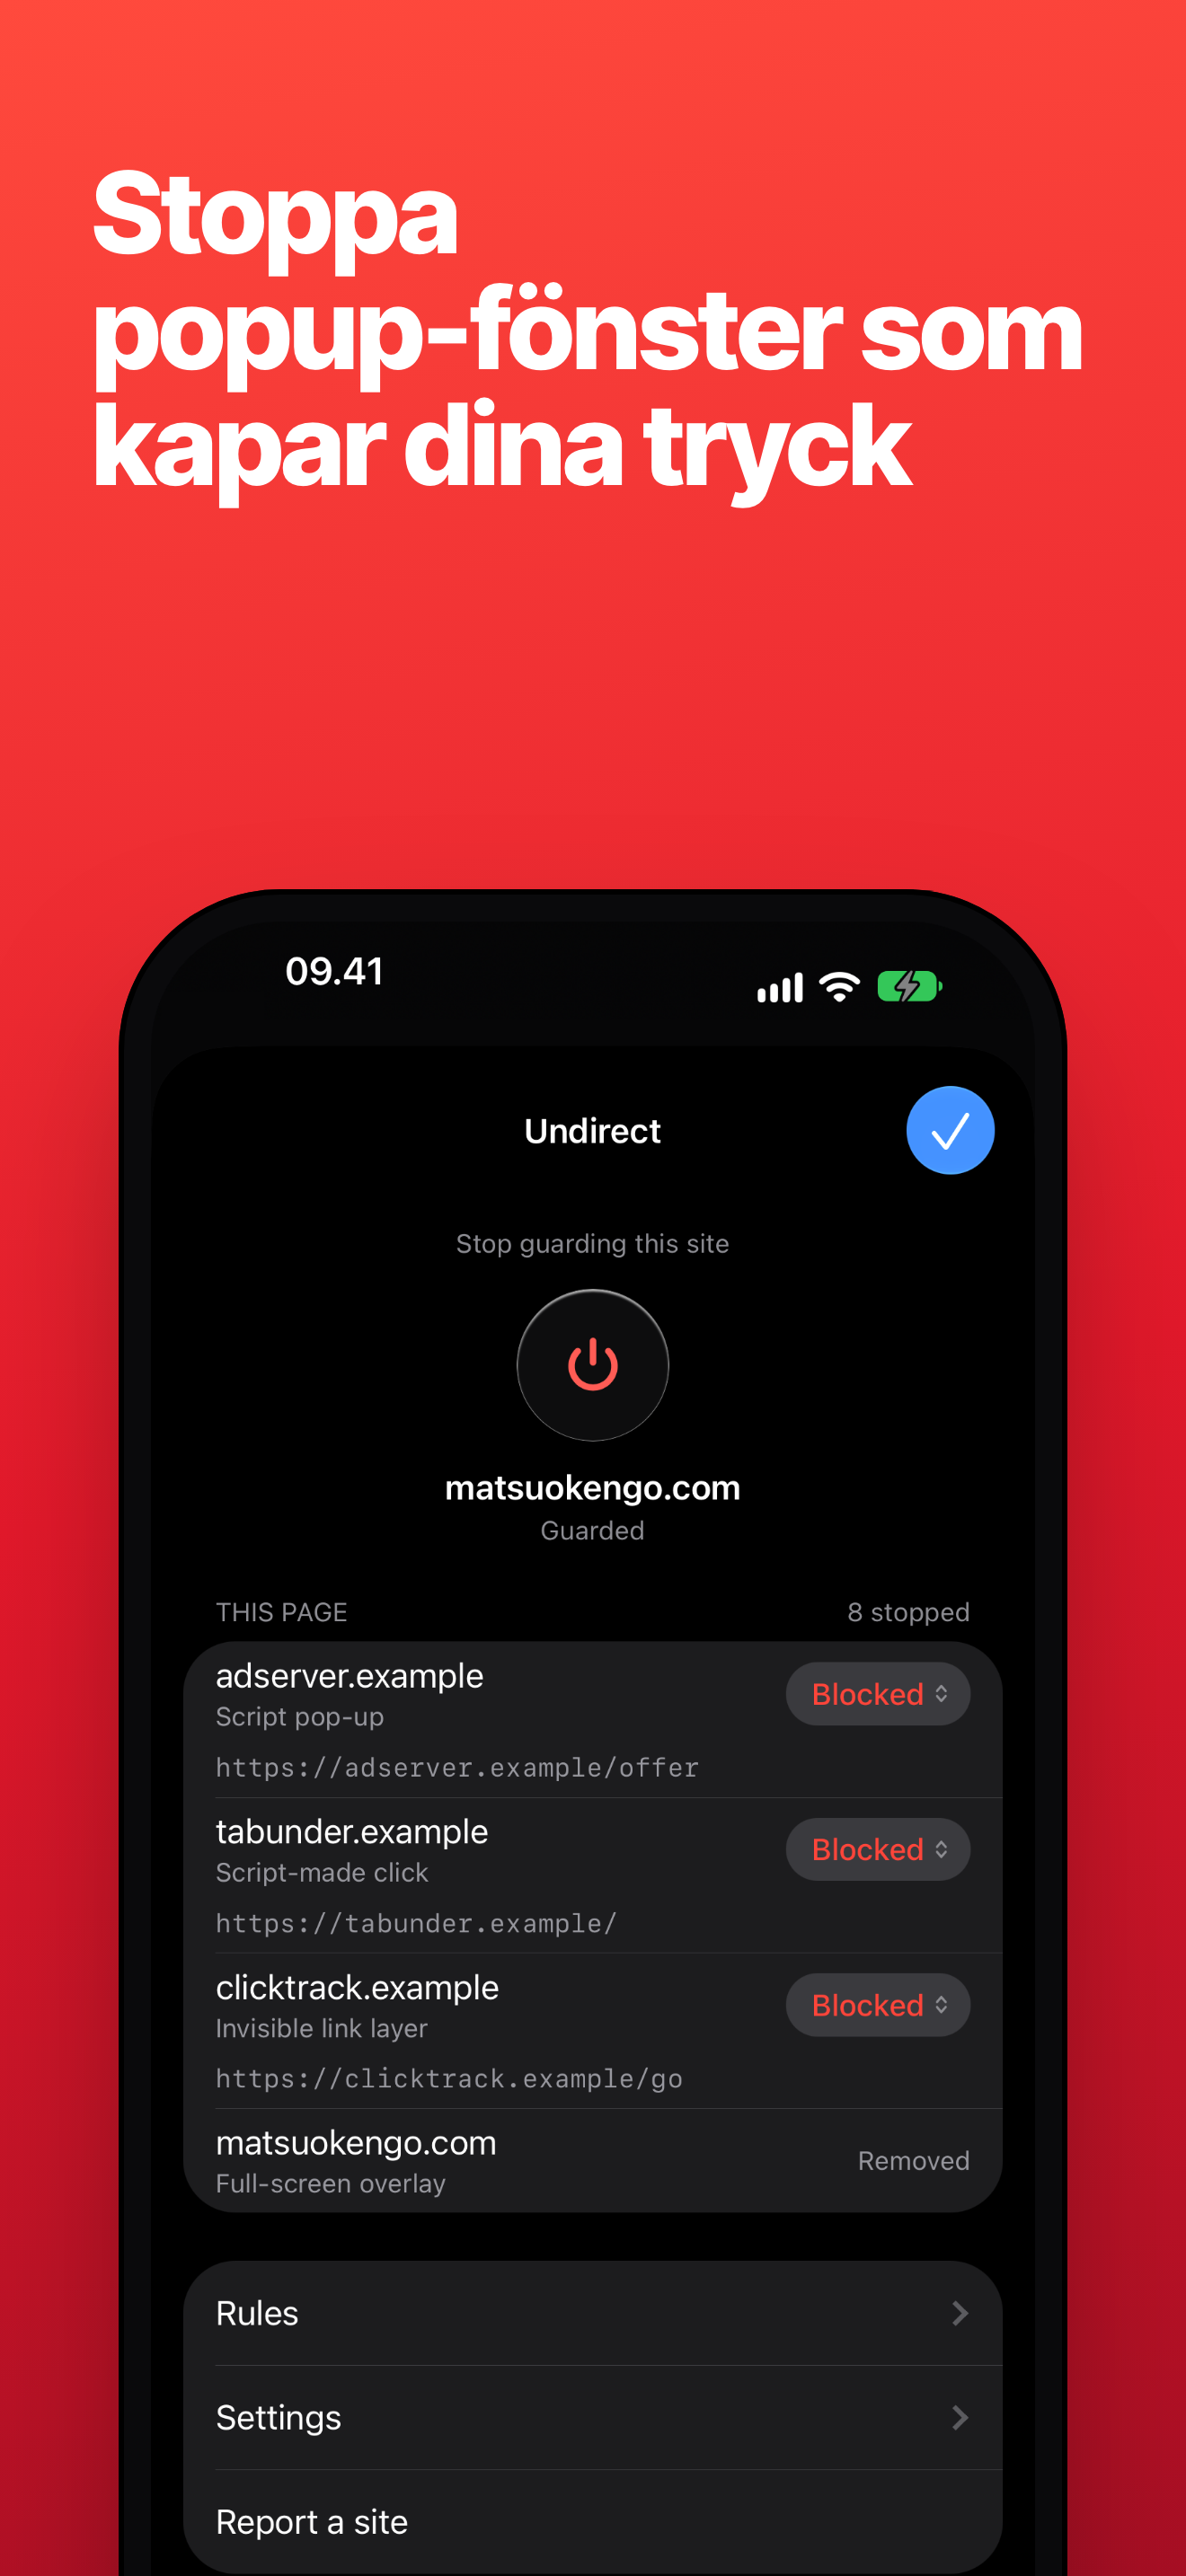 Stoppa
popup-fönster som
kapar dina tryck
09.41
Undirect
Stop guarding this site
matsuokengo.com
Guarded
THIS PAGE 8 stopped
adserver.example Blocked
Script pop-up
https://adserver.example/offer
tabunder.example Blocked
Script-made click
https://tabunder.example/
clicktrack.example Blocked
Invisible link layer
https://clicktrack.example/go
matsuokengo.com Removed
Full-screen overlay
Rules
Settings
Report a site